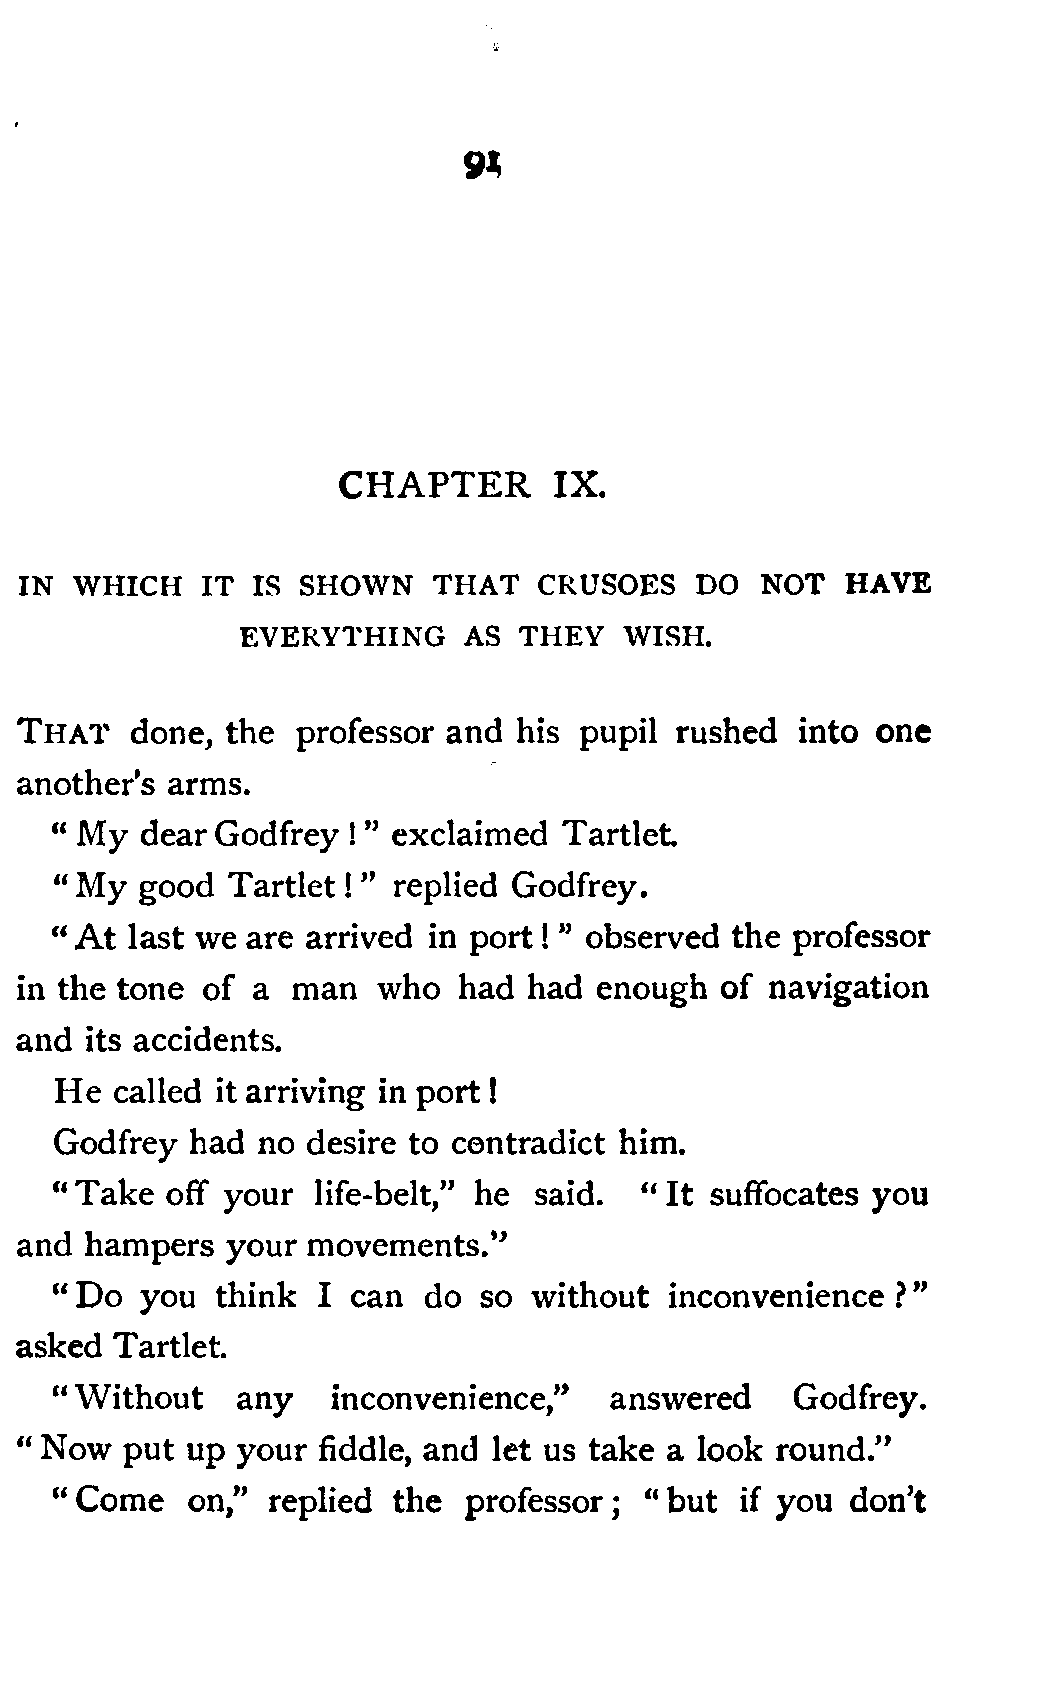 91
CHAPTER IX.
IN WHICH IT IS SHOWN THAT CRUSOES DO NOT HAVE
EVERYTHING AS THEY WISH.
THAT done, the professor and his pupil rushed into one
another's arms.
" My dear Godfrey ! " exclaimed Tartlet.
" My good Tartlet ! " replied Godfrey.
" At last we are arrived in port ! " observed the professor
in the tone of a man who had had enough of navigation
and its accidents.
He called it arriving in port !
Godfrey had no desire to contradict him.
" Take off your life-belt," he said. " It suffocates you
and hampers your movements."
" Do you think I can do so without inconvenience ? "
asked Tartlet.
" Without any inconvenience," answered Godfrey.
" Now put up your fiddle, and let us take a look round."
" Come on," replied the professor ; " but if you don't